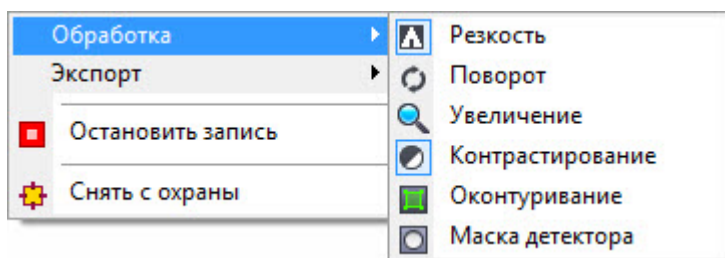 Обработка
Экспорт
Остановить запись
Снять с охраны
Резкость
Поворот
Увеличение
Контрастирование
Оконтуривание
Маска детектора